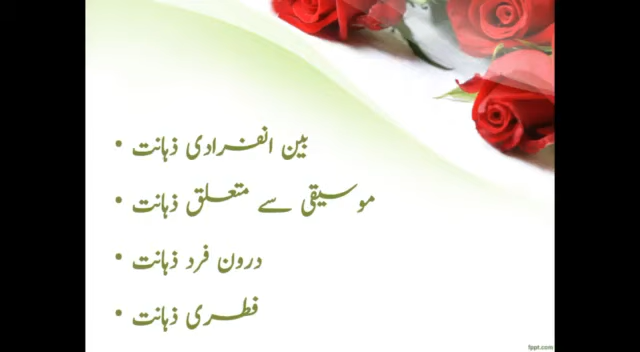 • بین انفرادی ذہانت
• موسیقی سے متعلق ذہانت
• درون فرد ذہانت
• فطری ذہانت
fppt.com